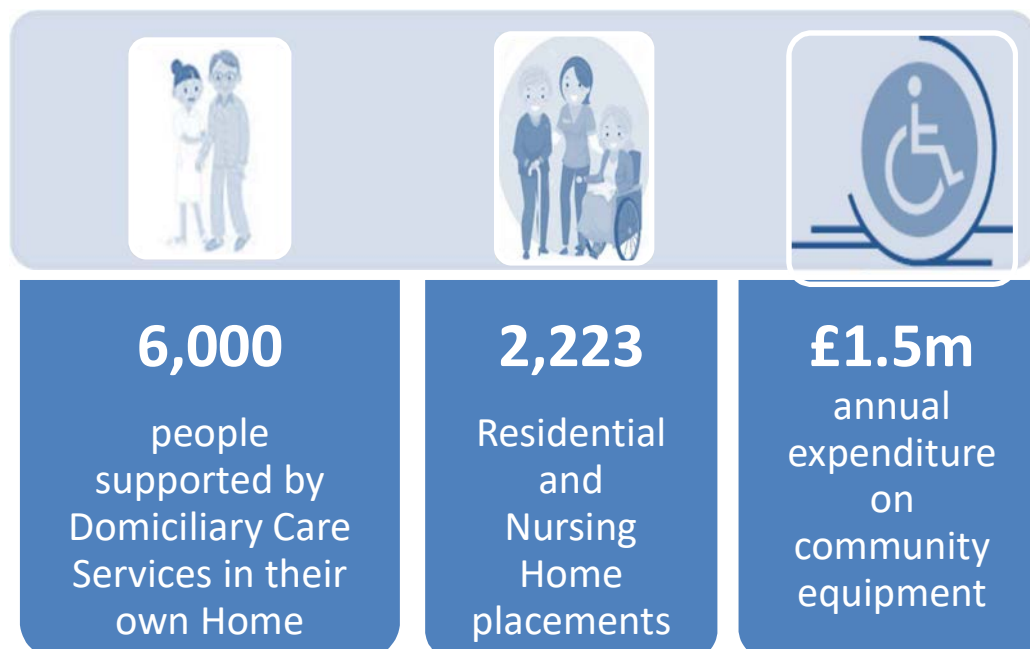 6,000
people
supported by
Domiciliary Care
Services in their
own Home
2,223
Residential
and
Nursing
Home
placements
£1.5m
annual
expenditure
on
community
equipment